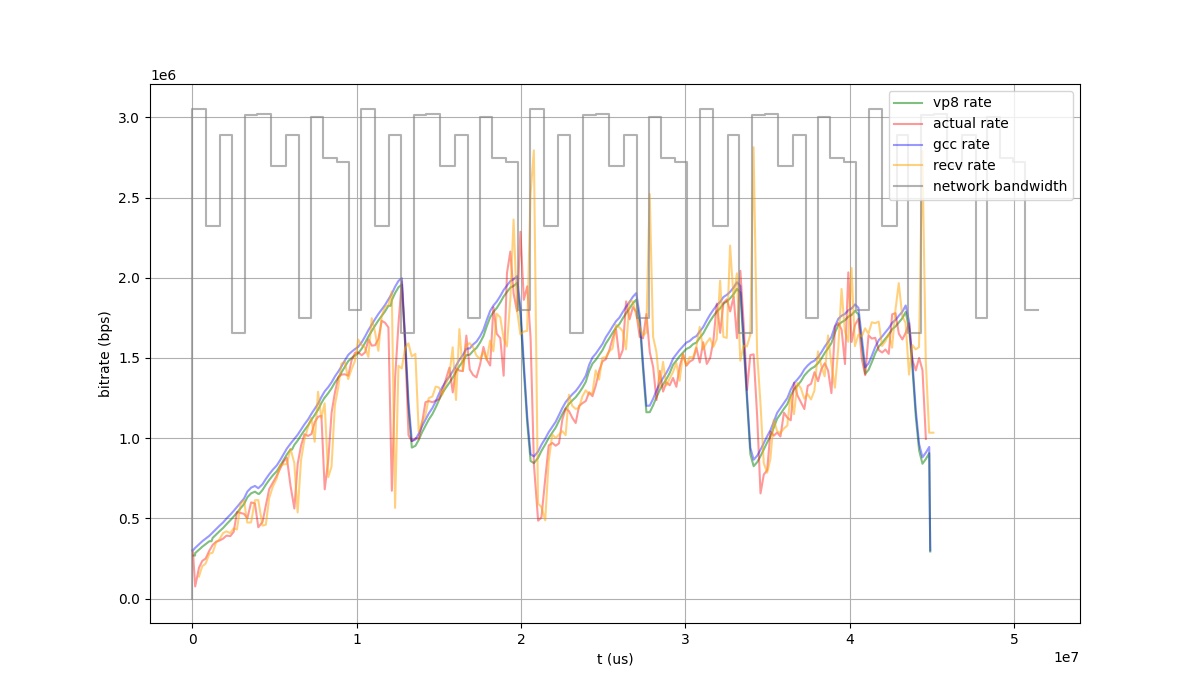 1e6
3.0
2.5
2.0
1.5
1.0
0.5
0.0
bitrate (bps)
vp8 rate
actual rate
gcc rate
recv rate
network bandwidth
0 1 2 3 4 5
t (us)
1e7